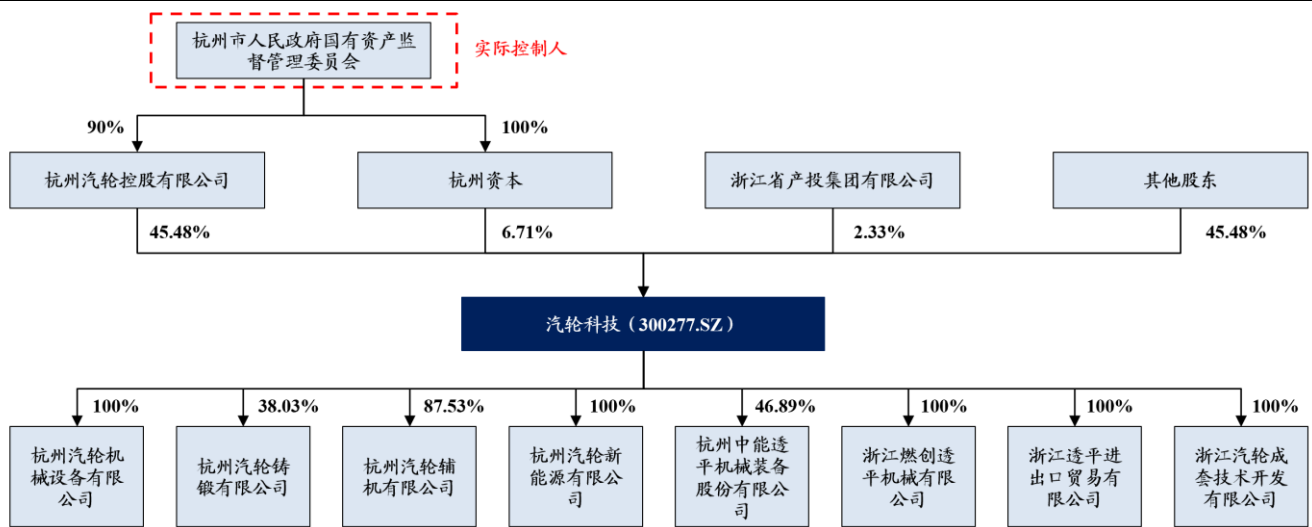 杭州市人民政府国有资产监
督管理委员会
实际控制人
90%
100%
杭州汽轮控股有限公司
杭州资本
浙江省产投集团有限公司
其他股东
45.48%
6.71%
2.33%
45.48%
汽轮科技（300277.SZ）
100%
38.03%
87.53%
100%
46.89%
100%
100%
100%
杭州汽轮机
械设备有限
公司
杭州汽轮铸
锻有限公司
杭州汽轮辅
机有限公司
杭州汽轮新
能源有限公
司
杭州中能透
平机械装备
股份有限公
司
浙江燃创透
平机械有限
公司
浙江透平进
出口贸易有
限公司
浙江汽轮成
套技术开发
有限公司